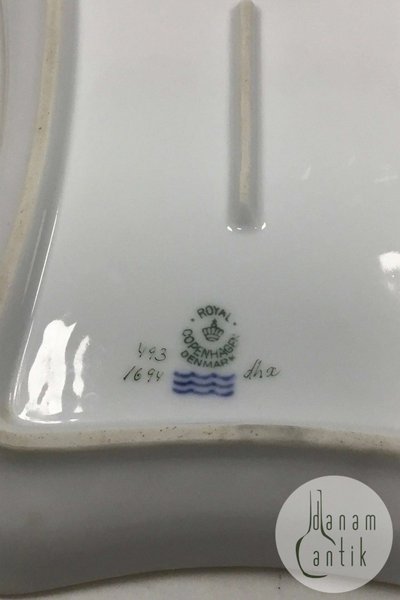 ROYAL
COPENHAGEN
DENMARK
493
1694
dhx
danam
antik